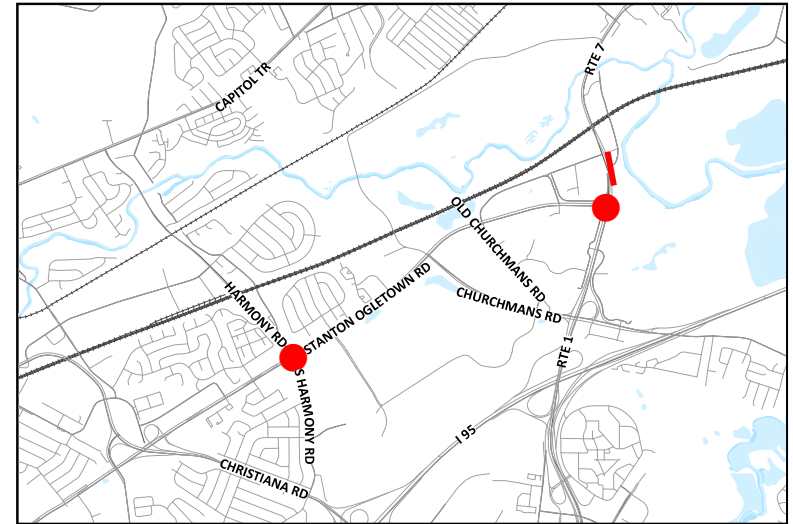 RTE 7
CAPITOL TR
OLD CHURCHMANS RD
STANTON OGLETOWN RD
CHURCHMANS RD
HARMONY RD
RTE 1
S HARMONY RD
I 95
CHRISTIANA RD